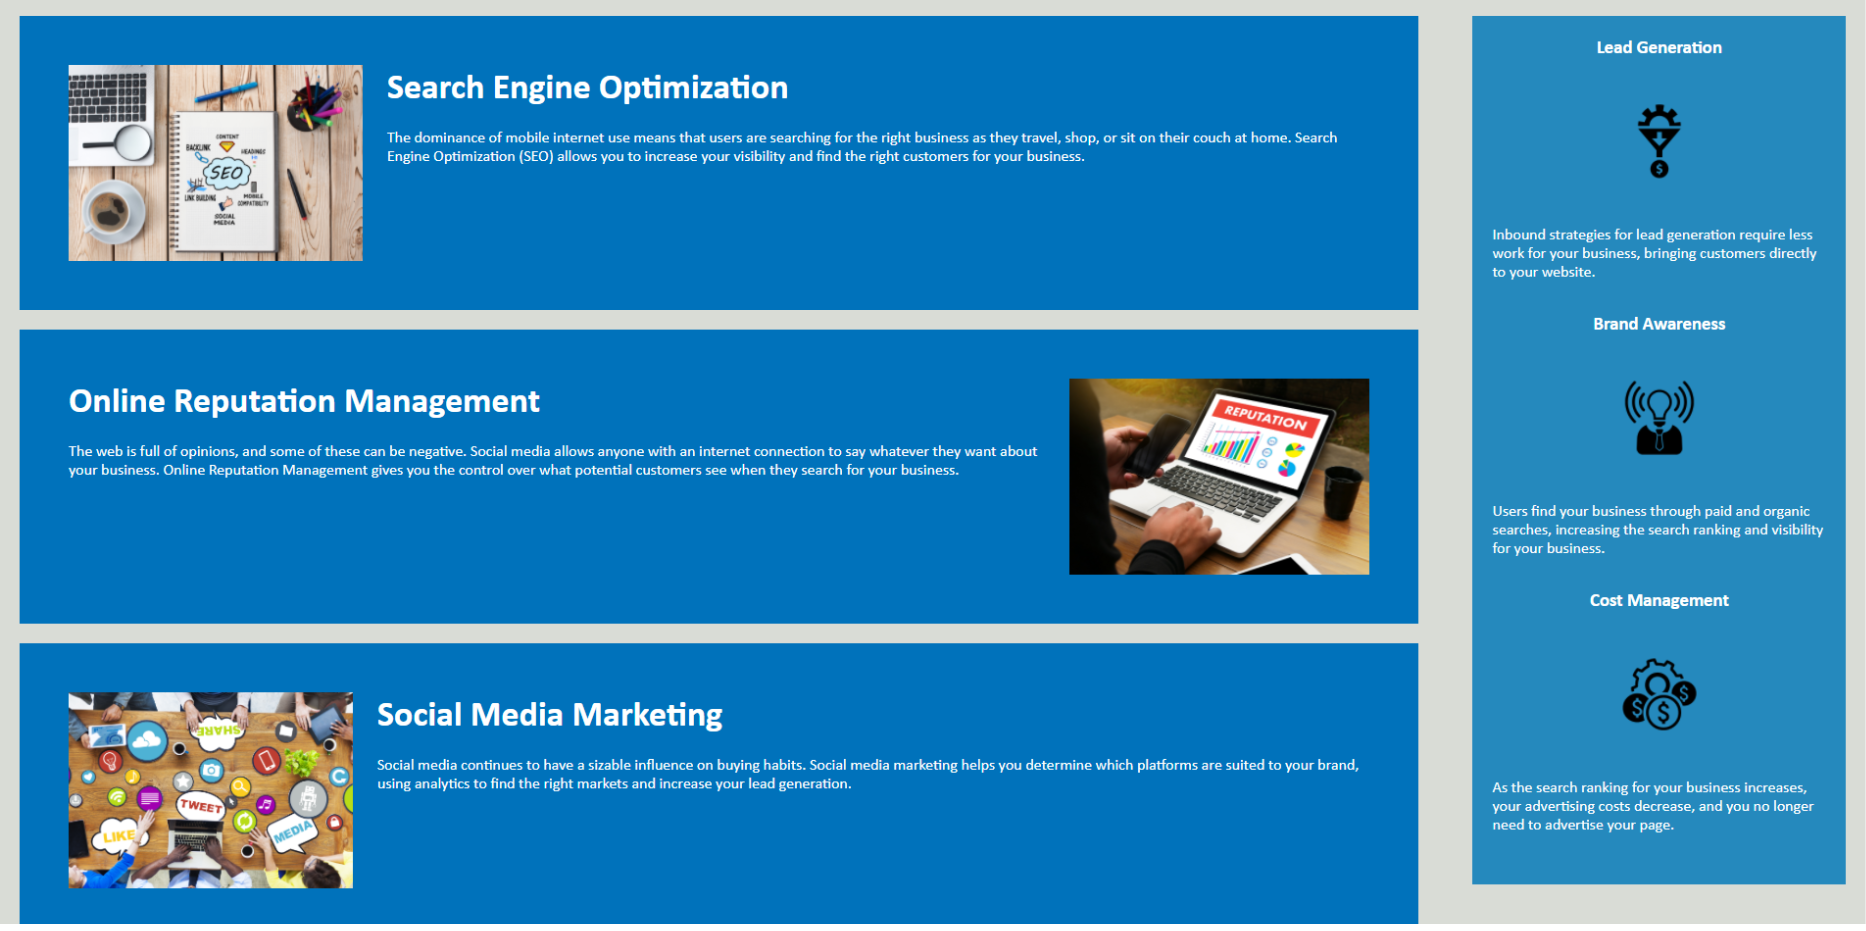 Search Engine Optimization
The dominance of mobile internet use means that users are searching for the right business as they travel, shop, or sit on their couch at home. Search
Engine Optimization (SEO) allows you to increase your visibility and find the right customers for your business.
CONTENT
BACKLINK
HEADINGS
SEO
LINK BUILDING
MOBILE
COMPATIBILITY
SOCIAL
MEDIA
Online Reputation Management
The web is full of opinions, and some of these can be negative. Social media allows anyone with an internet connection to say whatever they want about
your business. Online Reputation Management gives you the control over what potential customers see when they search for your business.
REPUTATION
Social Media Marketing
Social media continues to have a sizable influence on buying habits. Social media marketing helps you determine which platforms are suited to your brand,
using analytics to find the right markets and increase your lead generation.
SHARE
TWEET
LIKE
MEDIA
Lead Generation
$
Inbound strategies for lead generation require less
work for your business, bringing customers directly
to your website.
Brand Awareness
Users find your business through paid and organic
searches, increasing the search ranking and visibility
for your business.
Cost Management
$
$ $
As the search ranking for your business increases,
your advertising costs decrease, and you no longer
need to advertise your page.